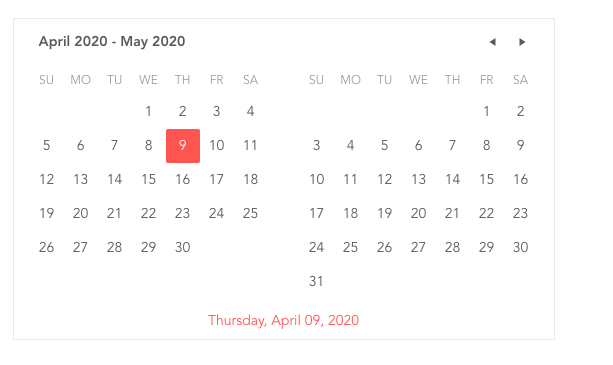 April 2020 - May 2020
SU MO TU WE TH FR SA
1 2 3 4
5 6 7 8 9 10 11
12 13 14 15 16 17 18
19 20 21 22 23 24 25
26 27 28 29 30
SU MO TU WE TH FR SA
1 2
3 4 5 6 7 8 9
10 11 12 13 14 15 16
17 18 19 20 21 22 23
24 25 26 27 28 29 30
31
Thursday, April 09, 2020